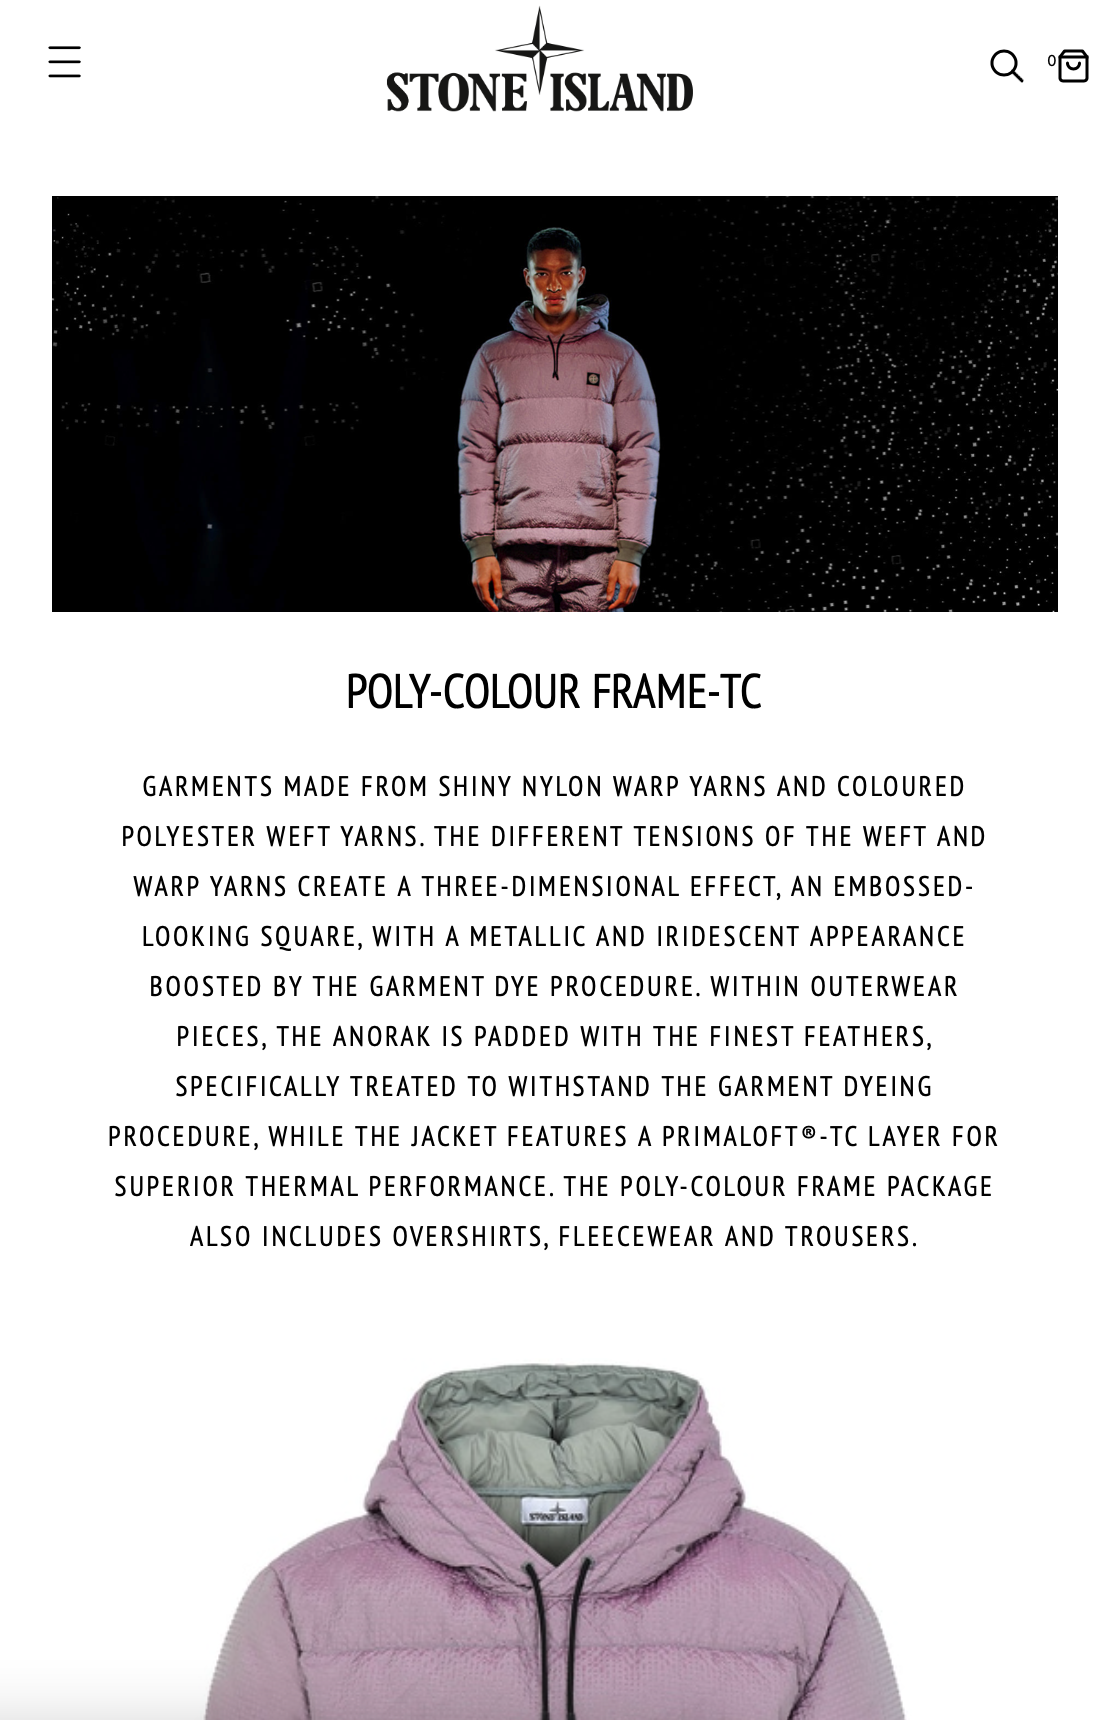 STONE ISLAND
0
POLY-COLOUR FRAME-TC
GARMENTS MADE FROM SHINY NYLON WARP YARNS AND COLOURED
POLYESTER WEFT YARNS. THE DIFFERENT TENSIONS OF THE WEFT AND
WARP YARNS CREATE A THREE-DIMENSIONAL EFFECT, AN EMBOSSED-
LOOKING SQUARE, WITH A METALLIC AND IRIDESCENT APPEARANCE
BOOSTED BY THE GARMENT DYE PROCEDURE. WITHIN OUTERWEAR
PIECES, THE ANORAK IS PADDED WITH THE FINEST FEATHERS,
SPECIFICALLY TREATED TO WITHSTAND THE GARMENT DYEING
PROCEDURE, WHILE THE JACKET FEATURES A PRIMALOFT®-TC LAYER FOR
SUPERIOR THERMAL PERFORMANCE. THE POLY-COLOUR FRAME PACKAGE
ALSO INCLUDES OVERSHIRTS, FLEECEWEAR AND TROUSERS.
STONE ISLAND